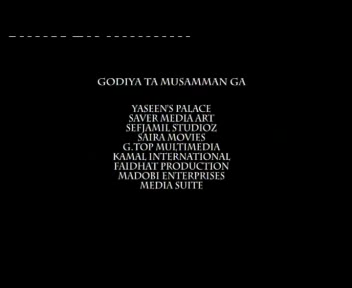 GODIYA TA MUSAMMAN GA
YASEEN'S PALACE
SAVER MEDIA ART
SEFJAMIL STUDIOZ
SAIRA MOVIES
G.TOP MULTIMEDIA
KAMAL INTERNATIONAL
FAIDHAT PRODUCTION
MADOBI ENTERPRISES
MEDIA SUITE